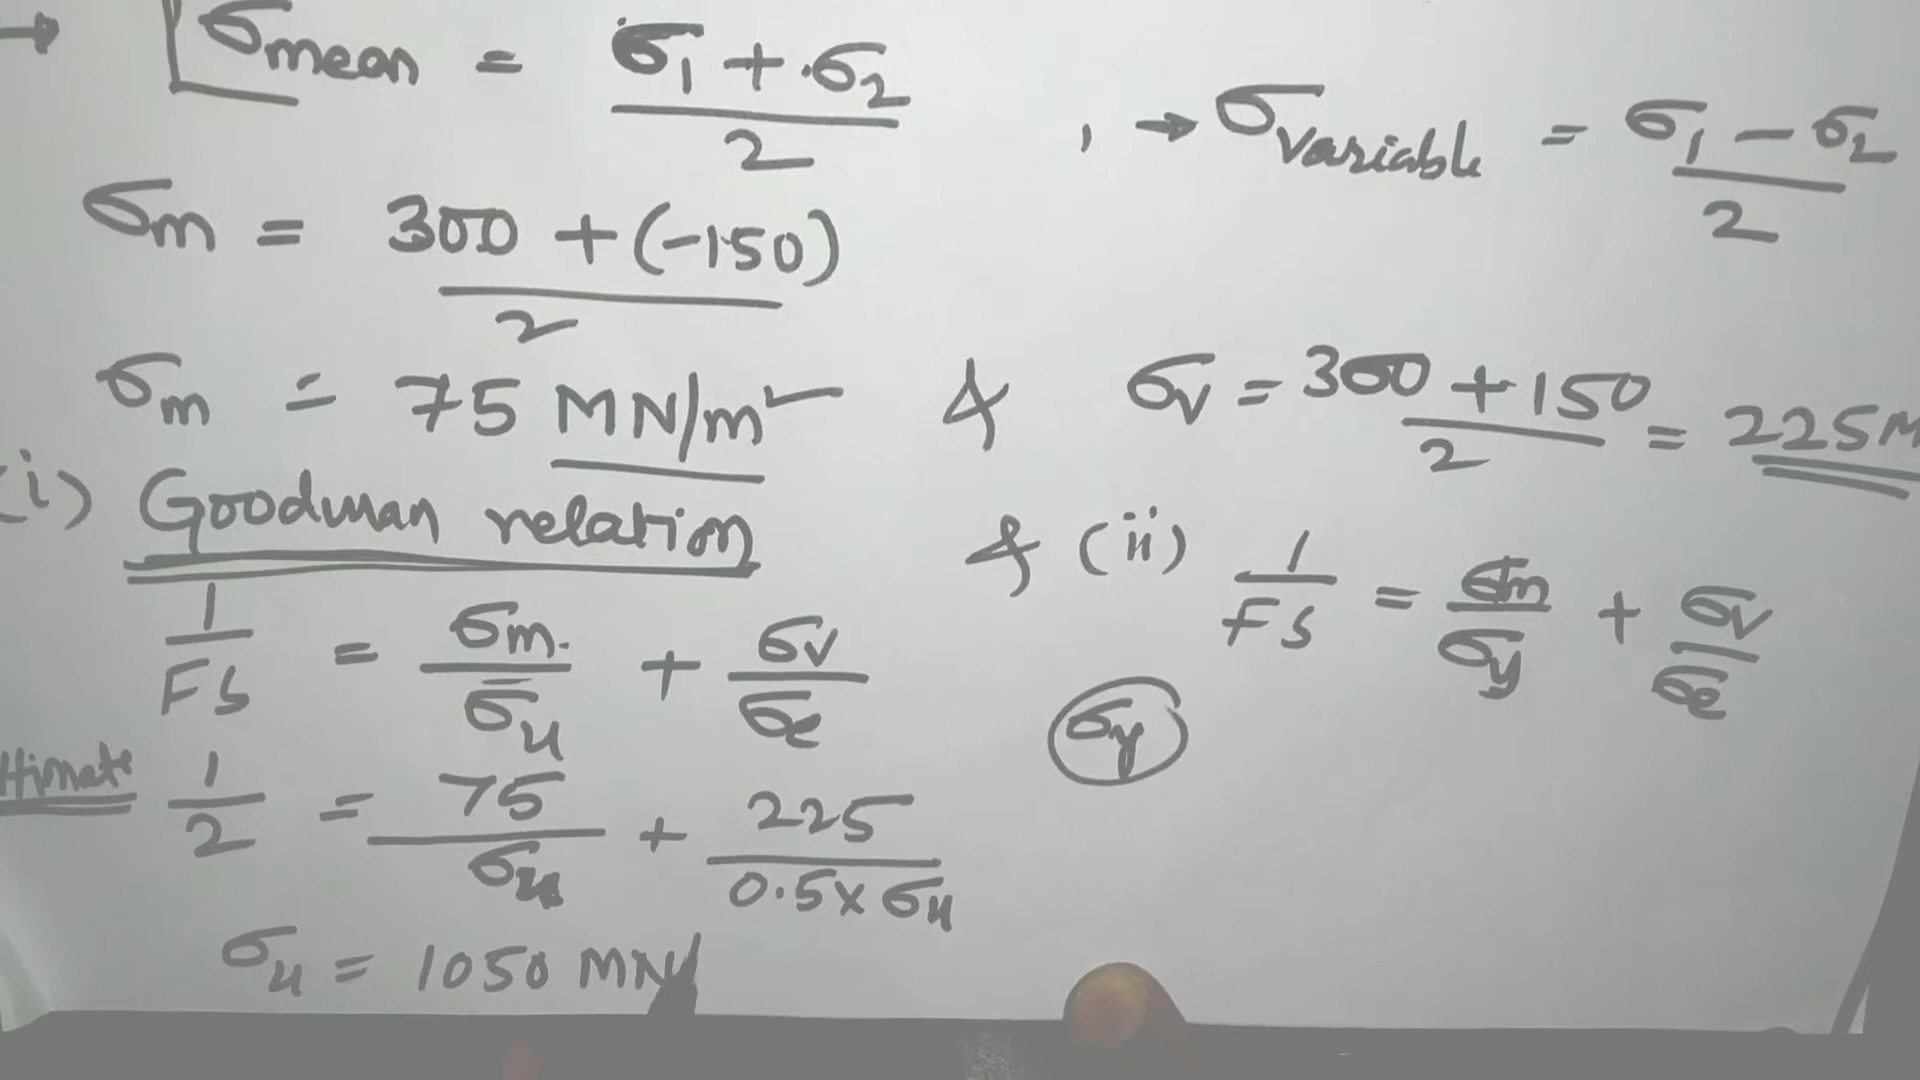 → σmean = σ1 + σ2 / 2 , → σvariable = σ1 − σ2 / 2
σm = 300 + (−150) / 2
σm = 75 MN/m² & σv = 300 + 150 / 2 = 225M
(i) Goodman relation & (ii) 1/FS = σm/σy + σv/σe
1/FS = σm/σu + σv/σe
σy
ltimate 1/2 = 75/σu + 225/0.5×σu
σu = 1050 MN/